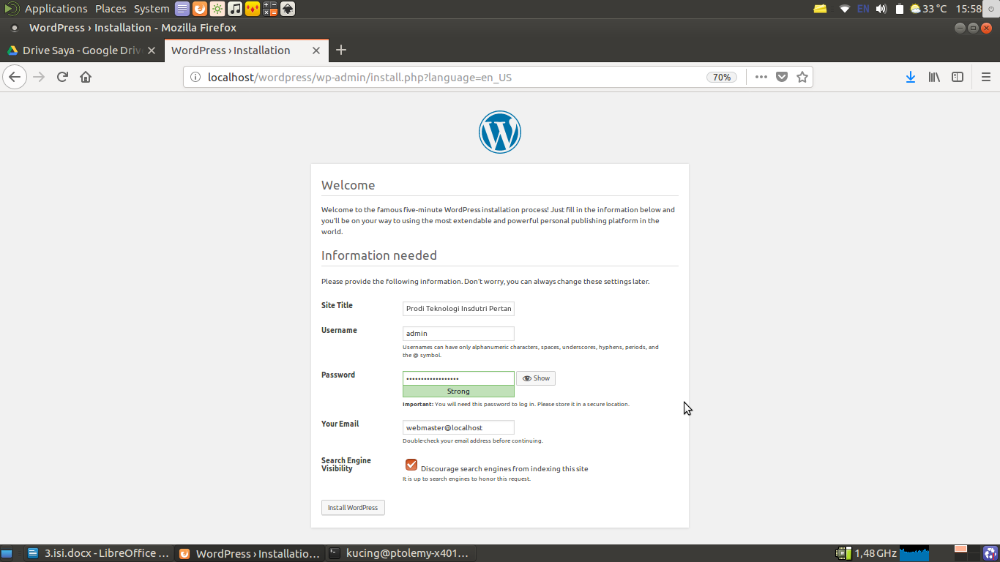 Applications Places System
EN 33 °C 15:58
WordPress › Installation - Mozilla Firefox
Drive Saya - Google Driv
WordPress › Installation
localhost/wordpress/wp-admin/install.php?language=en_US
70%
Welcome
Welcome to the famous five-minute WordPress installation process! Just fill in the information below and
you'll be on your way to using the most extendable and powerful personal publishing platform in the
world.
Information needed
Please provide the following information. Don't worry, you can always change these settings later.
Site Title
Prodi Teknologi Insdutri Pertan
Username
admin
Usernames can have only alphanumeric characters, spaces, underscores, hyphens, periods, and
the @ symbol.
Password
••••••••••••••••••
Show
Strong
Important: You will need this password to log in. Please store it in a secure location.
Your Email
webmaster@localhost
Double-check your email address before continuing.
Search Engine
Visibility
Discourage search engines from indexing this site
It is up to search engines to honor this request.
Install WordPress
3.isi.docx - LibreOffice ...
WordPress › Installatio...
kucing@ptolemy-x401...
1,48 GHz